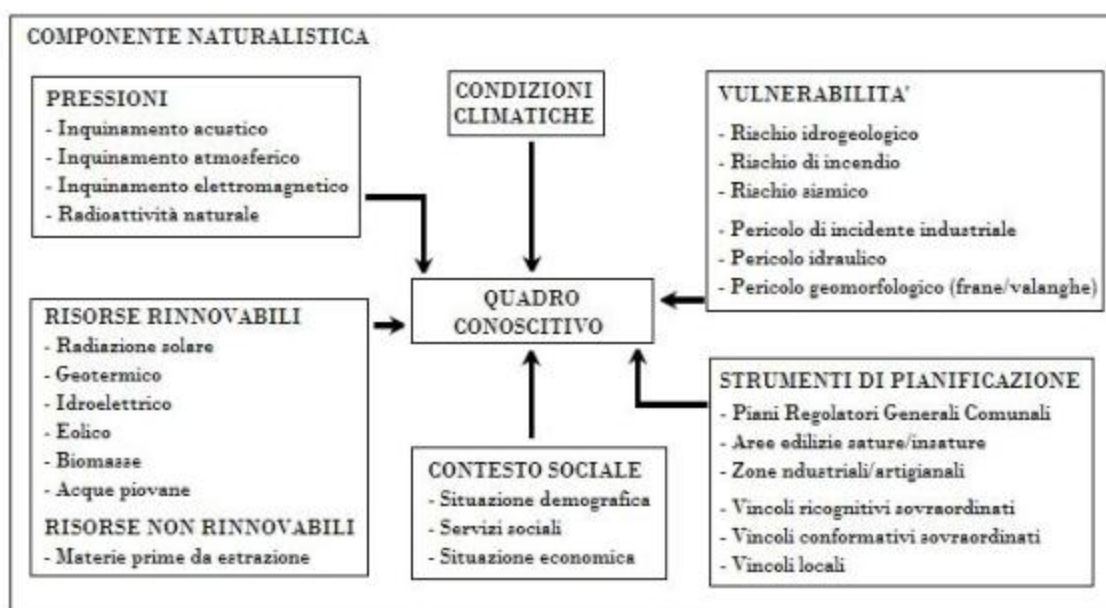 COMPONENTE NATURALISTICA
PRESSIONI
- Inquinamento acustico
- Inquinamento atmosferico
- Inquinamento elettromagnetico
- Radioattività naturale
CONDIZIONI
CLIMATICHE
VULNERABILITA'
- Rischio idrogeologico
- Rischio di incendio
- Rischio sismico
- Pericolo di incidente industriale
- Pericolo idraulico
- Pericolo geomorfologico (frane/valanghe)
QUADRO
CONOSCITIVO
RISORSE RINNOVABILI
- Radiazione solare
- Geotermico
- Idroelettrico
- Eolico
- Biomasse
- Acque piovane
RISORSE NON RINNOVABILI
- Materie prime da estrazione
CONTESTO SOCIALE
- Situazione demografica
- Servizi sociali
- Situazione economica
STRUMENTI DI PIANIFICAZIONE
- Piani Regolatori Generali Comunali
- Aree edilizie sature/insature
- Zone ndustriali/artigianali
- Vincoli ricognitivi sovraordinati
- Vincoli conformativi sovraordinati
- Vincoli locali